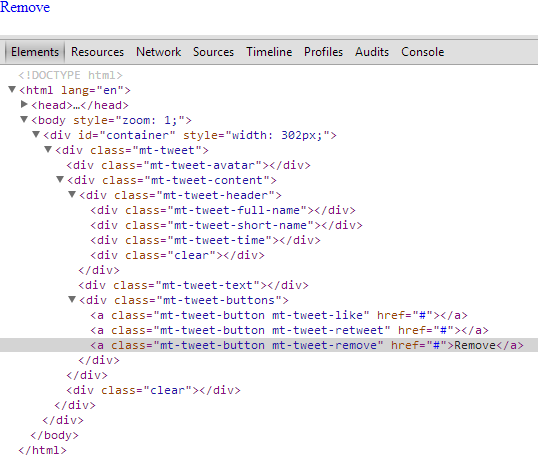 Remove
Elements Resources Network Sources Timeline Profiles Audits Console
<!DOCTYPE html>
<html lang="en">
<head>…</head>
<body style="zoom: 1;">
<div id="container" style="width: 302px;">
<div class="mt-tweet">
<div class="mt-tweet-avatar"></div>
<div class="mt-tweet-content">
<div class="mt-tweet-header">
<div class="mt-tweet-full-name"></div>
<div class="mt-tweet-short-name"></div>
<div class="mt-tweet-time"></div>
<div class="clear"></div>
</div>
<div class="mt-tweet-text"></div>
<div class="mt-tweet-buttons">
<a class="mt-tweet-button mt-tweet-like" href="#"></a>
<a class="mt-tweet-button mt-tweet-retweet" href="#"></a>
<a class="mt-tweet-button mt-tweet-remove" href="#">Remove</a>
</div>
</div>
<div class="clear"></div>
</div>
</div>
</body>
</html>